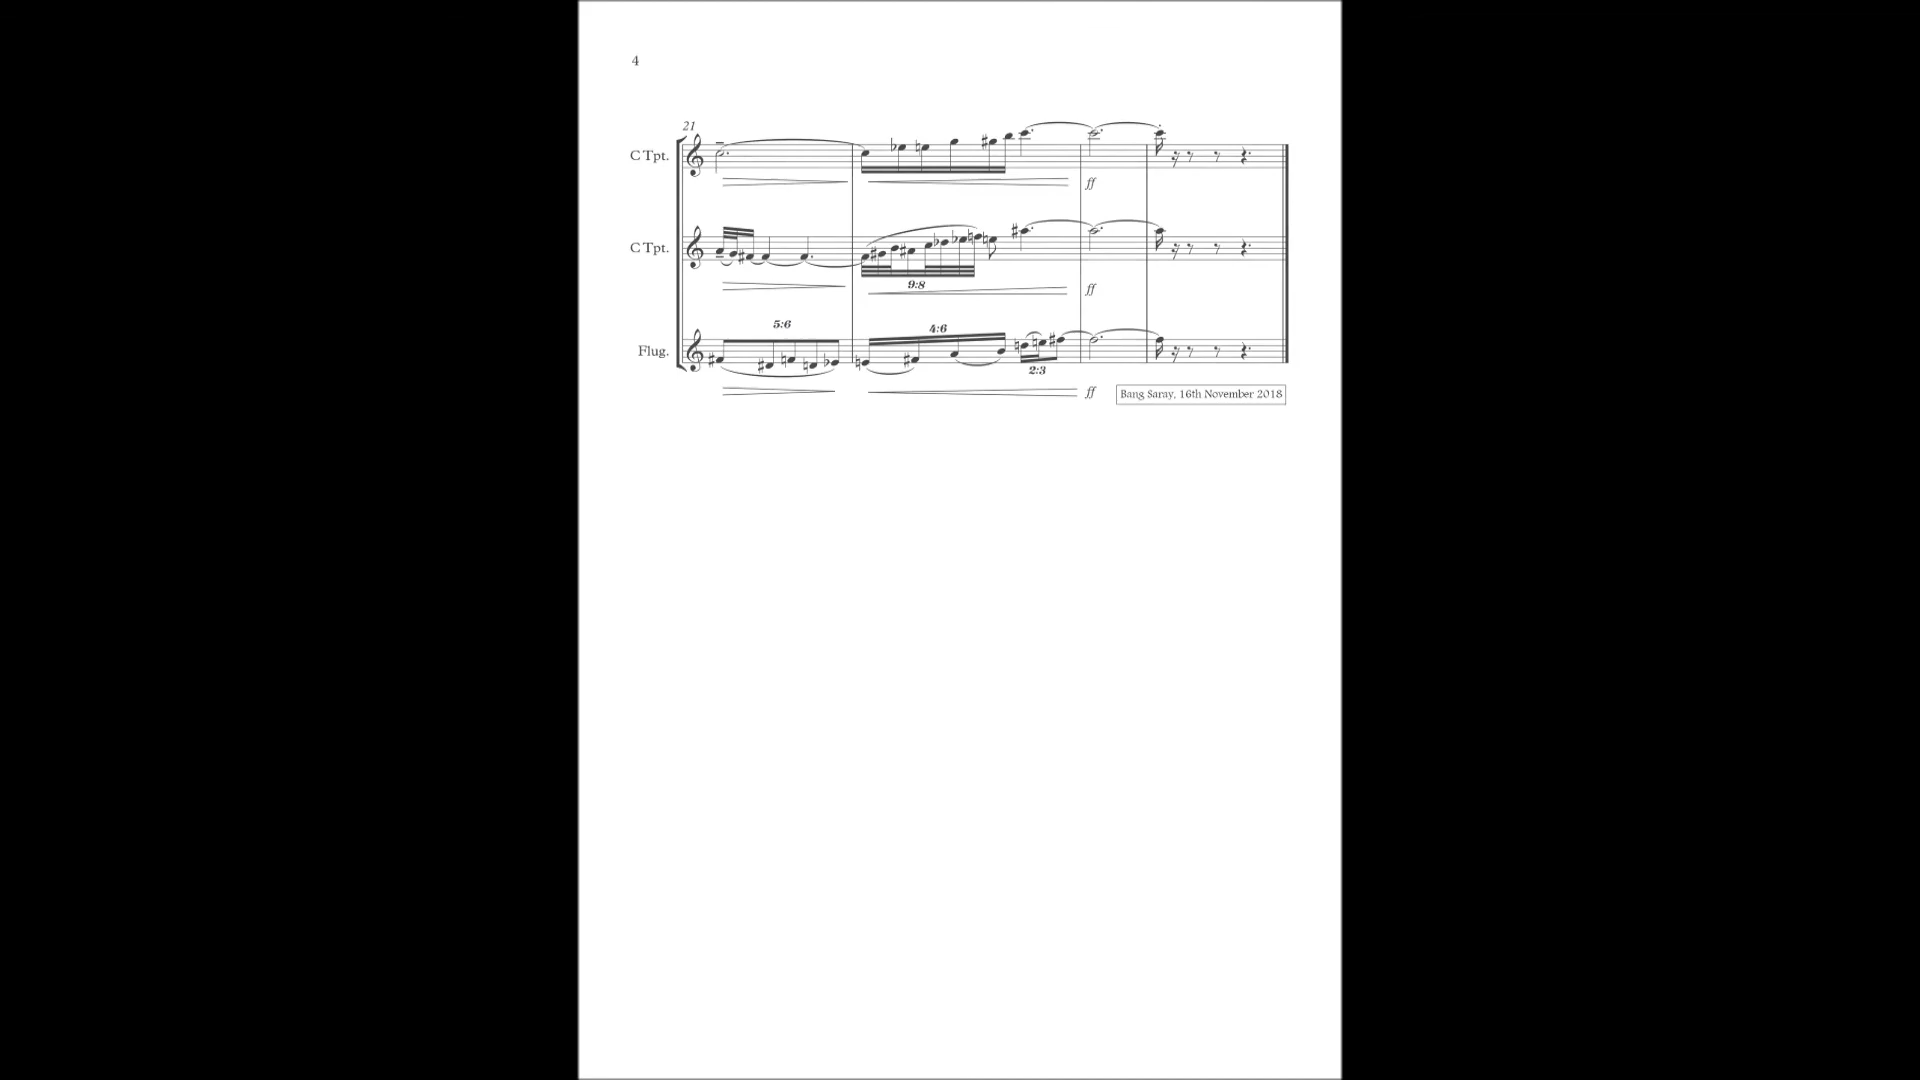 4
21
C Tpt.
ff
C Tpt.
9:8
ff
5:6
4:6
Flug.
2:3
ff
Bang Saray, 16th November 2018